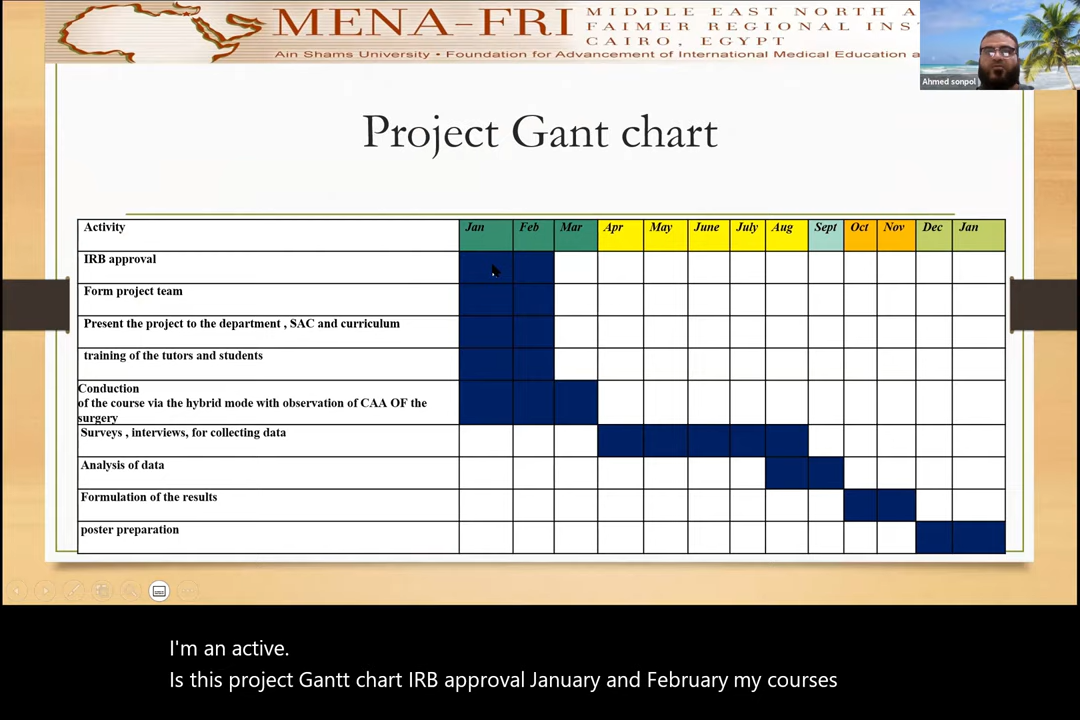 MENA-FRI
MIDDLE EAST NORTH A
FAIMER REGIONAL INS
CAIRO, EGYPT
Ain Shams University • Foundation for Advancement of International Medical Education a
Ahmed sonpol
Project Gant chart
Activity Jan Feb Mar Apr May June July Aug Sept Oct Nov Dec Jan
IRB approval
Form project team
Present the project to the department , SAC and curriculum
training of the tutors and students
Conduction
of the course via the hybrid mode with observation of CAA OF the
surgery
Surveys , interviews, for collecting data
Analysis of data
Formulation of the results
poster preparation
I'm an active.
Is this project Gantt chart IRB approval January and February my courses